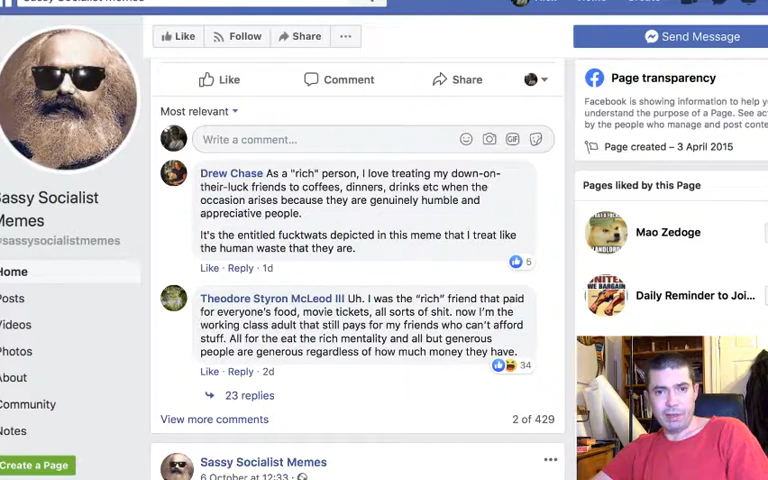 Sassy Socialist Memes
Like
Follow
Share
Send Message
Like
Comment
Share
Page transparency
Facebook is showing information to help y
understand the purpose of a Page. See act
by the people who manage and post conte
Page created – 3 April 2015
Most relevant
Write a comment...
GIF
Sassy Socialist
Memes
@sassysocialistmemes
Home
Posts
Videos
Photos
About
Community
Notes
Create a Page
Drew Chase As a "rich" person, I love treating my down-on-
their-luck friends to coffees, dinners, drinks etc when the
occasion arises because they are genuinely humble and
appreciative people.
It's the entitled fucktwats depicted in this meme that I treat like
the human waste that they are.
5
Like · Reply · 1d
Theodore Styron McLeod III Uh. I was the "rich" friend that paid
for everyone's food, movie tickets, all sorts of shit. now I'm the
working class adult that still pays for my friends who can't afford
stuff. All for the eat the rich mentality and all but generous
people are generous regardless of how much money they have.
34
Like · Reply · 2d
23 replies
View more comments
2 of 429
Sassy Socialist Memes
6 October at 12:33 ·
Pages liked by this Page
LANDLORD
Mao Zedoge
Daily Reminder to Joi...